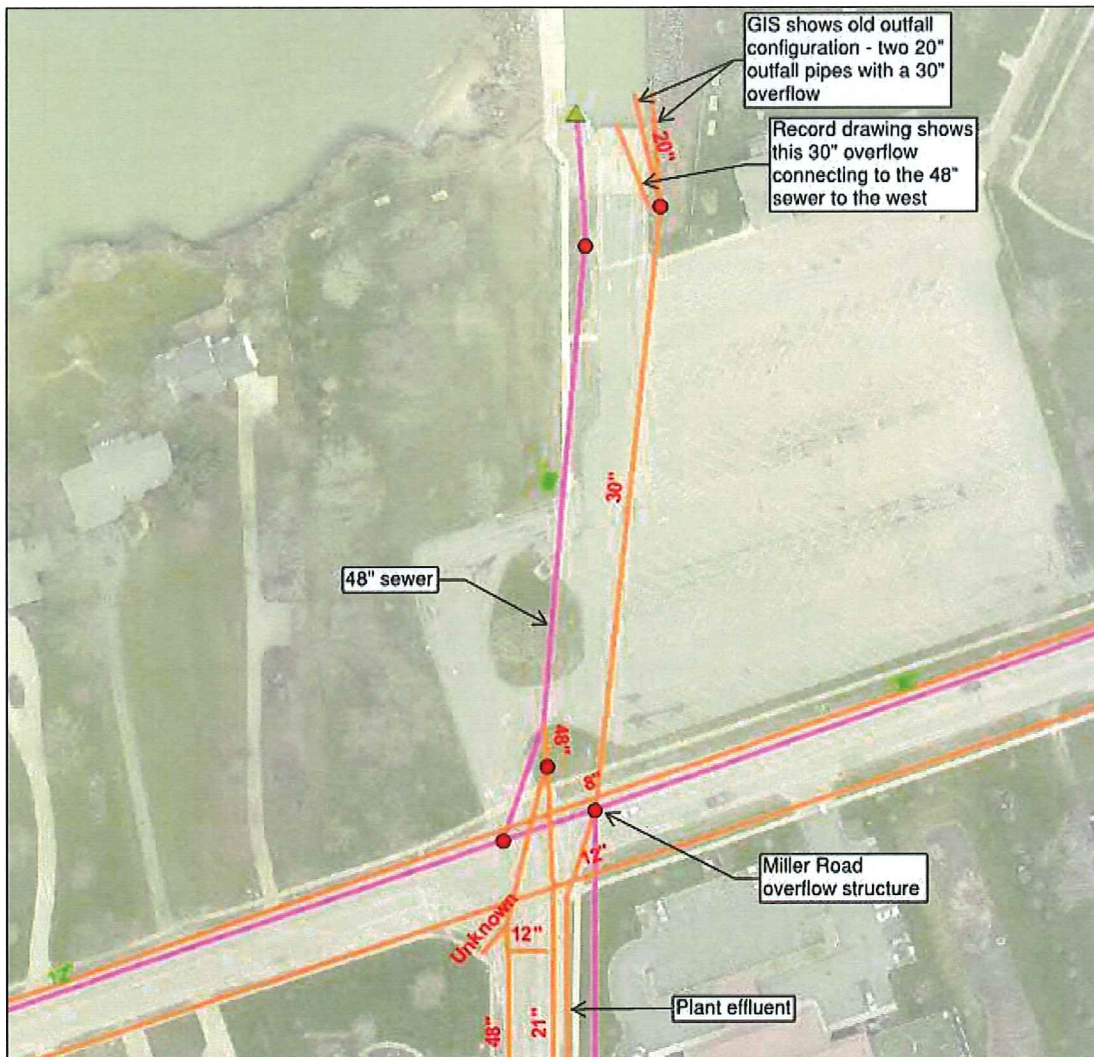 GIS shows old outfall
configuration - two 20"
outfall pipes with a 30"
overflow
Record drawing shows
this 30" overflow
connecting to the 48"
sewer to the west
20"
30"
48" sewer
48"
8"
12"
Miller Road
overflow structure
Unknown
12"
12
Plant effluent
48"
21"